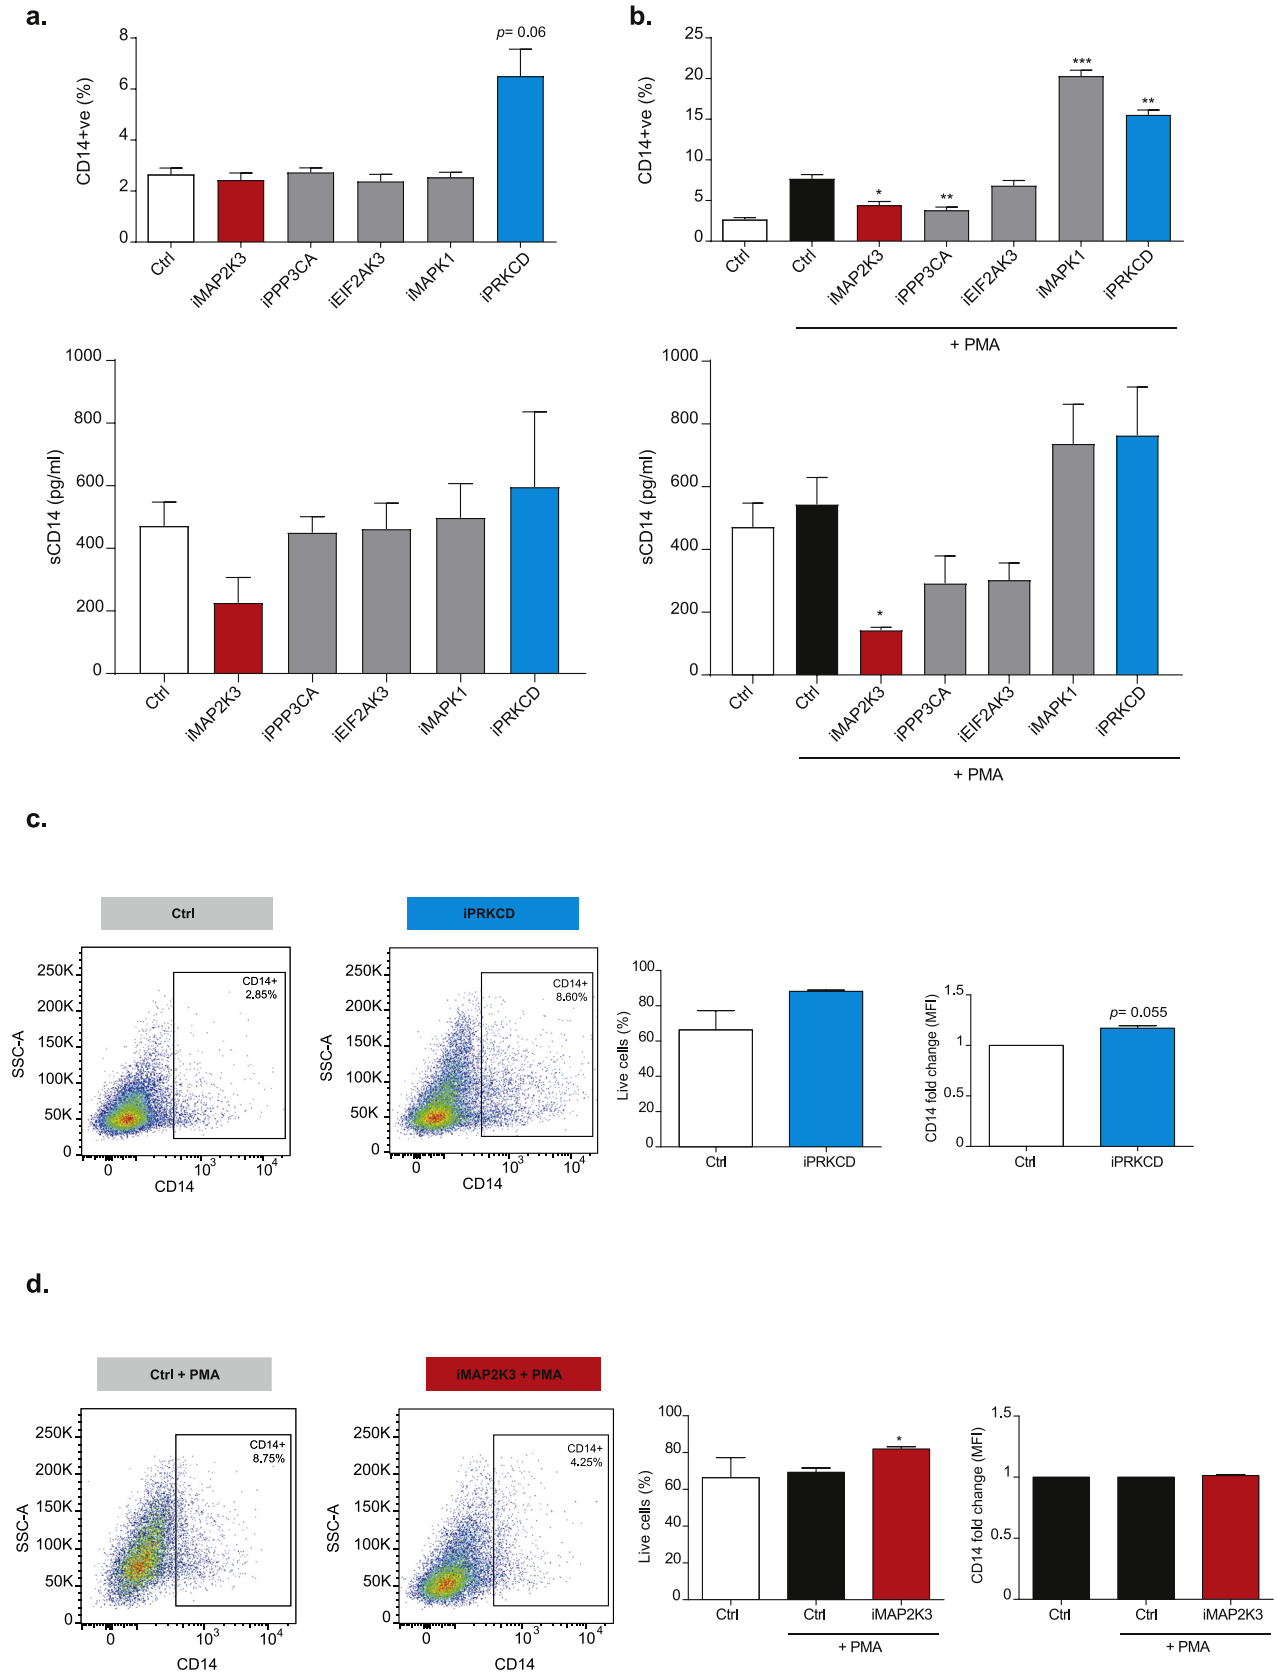 a.
p= 0.06
CD14+ve (%)
8
6
4
2
0
Ctrl
iMAP2K3
iPPP3CA
iEIF2AK3
iMAPK1
iPRKCD
b.
CD14+ve (%)
25
20
15
10
5
0
*
**
***
**
Ctrl
Ctrl
iMAP2K3
iPPP3CA
iEIF2AK3
iMAPK1
iPRKCD
+ PMA
sCD14 (pg/ml)
1000
800
600
400
200
0
Ctrl
iMAP2K3
iPPP3CA
iEIF2AK3
iMAPK1
iPRKCD
sCD14 (pg/ml)
1000
800
600
400
200
0
*
Ctrl
Ctrl
iMAP2K3
iPPP3CA
iEIF2AK3
iMAPK1
iPRKCD
+ PMA
c.
Ctrl
SSC-A
250K
200K
150K
100K
50K
0
CD14+
2.85%
0
10³
10⁴
CD14
iPRKCD
SSC-A
250K
200K
150K
100K
50K
0
CD14+
8.60%
0
10³
10⁴
CD14
Live cells (%)
100
80
60
40
20
0
Ctrl
iPRKCD
CD14 fold change (MFI)
1.5
1
0.5
0
p= 0.055
Ctrl
iPRKCD
d.
Ctrl + PMA
SSC-A
250K
200K
150K
100K
50K
0
CD14+
8.75%
0
10³
10⁴
CD14
iMAP2K3 + PMA
SSC-A
250K
200K
150K
100K
50K
0
CD14+
4.25%
0
10³
10⁴
CD14
Live cells (%)
100
80
60
40
20
0
*
Ctrl
Ctrl
iMAP2K3
+ PMA
CD14 fold change (MFI)
1.5
1
0.5
0
Ctrl
Ctrl
iMAP2K3
+ PMA